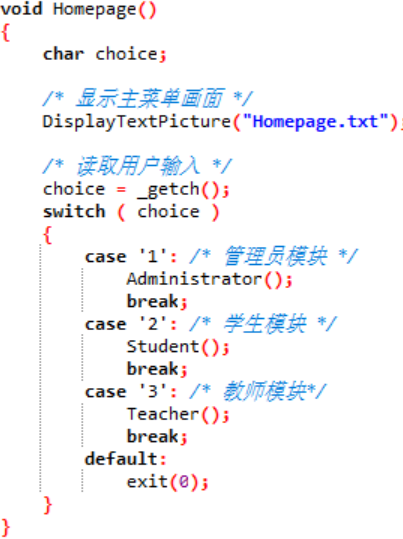 void Homepage()
{
char choice;
/* 显示主菜单画面 */
DisplayTextPicture("Homepage.txt");
/* 读取用户输入 */
choice = _getch();
switch ( choice )
{
case '1': /* 管理员模块 */
Administrator();
break;
case '2': /* 学生模块 */
Student();
break;
case '3': /* 教师模块*/
Teacher();
break;
default:
exit(0);
}
}